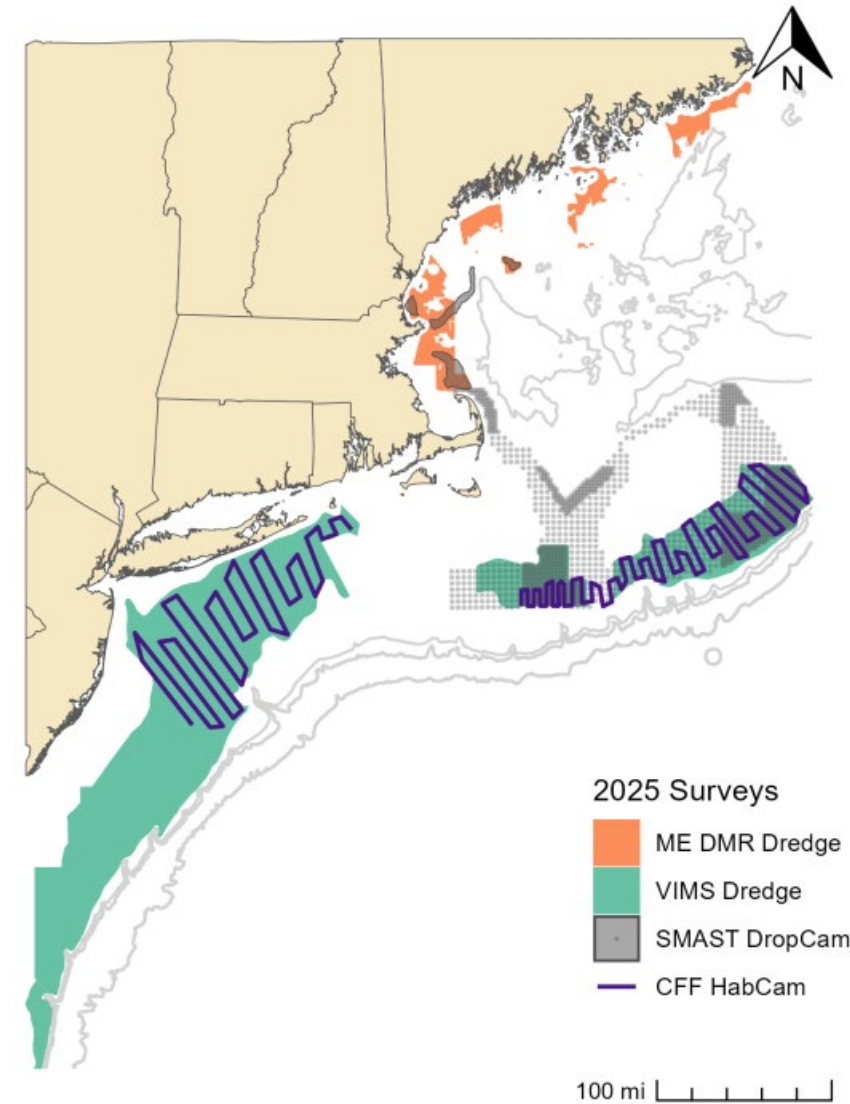 N
2025 Surveys
ME DMR Dredge
VIMS Dredge
SMAST DropCam
CFF HabCam
100 mi